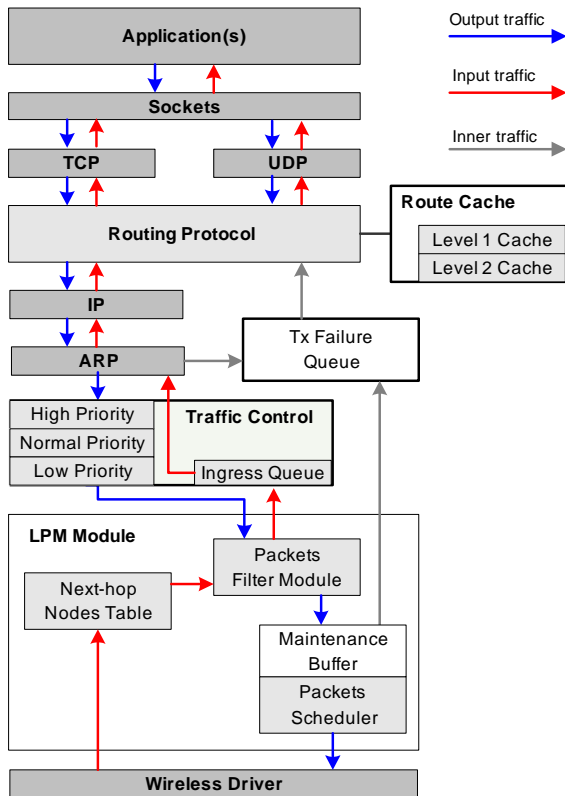 Application(s)
Output traffic
Input traffic
Inner traffic
Sockets
TCP
UDP
Routing Protocol
Route Cache
Level 1 Cache
Level 2 Cache
IP
ARP
Tx Failure
Queue
High Priority
Normal Priority
Low Priority
Traffic Control
Ingress Queue
LPM Module
Packets
Filter Module
Next-hop
Nodes Table
Maintenance
Buffer
Packets
Scheduler
Wireless Driver